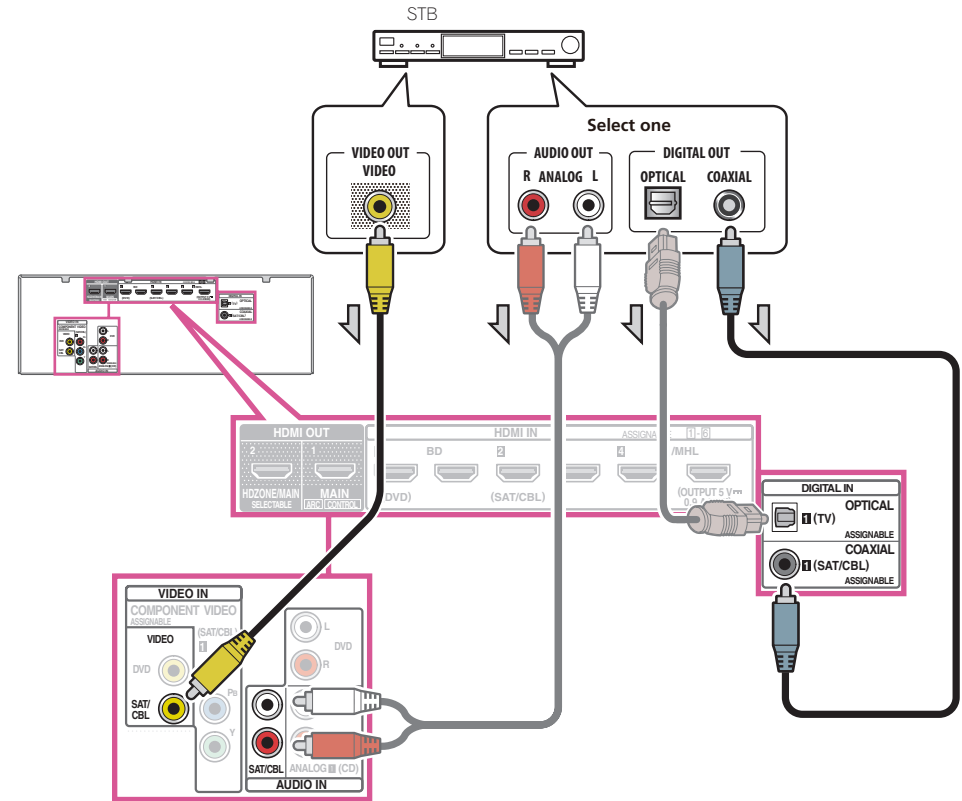 STB
Select one
VIDEO OUT
VIDEO
AUDIO OUT
R ANALOG L
DIGITAL OUT
OPTICAL COAXIAL
HDMI OUT
2 1
HDZONE/MAIN
SELECTABLE
MAIN
ARC CONTROL
HDMI IN
1 - 6
BD 2 4 /MHL
DVD)
(SAT/CBL)
(OUTPUT 5 V
DIGITAL IN
OPTICAL
1 (TV)
ASSIGNABLE
COAXIAL
1 (SAT/CBL)
ASSIGNABLE
VIDEO IN
COMPONENT VIDEO
ASSIGNABLE
VIDEO
(SAT/CBL)
1
DVD
SAT/
CBL
PB
Y
L
DVD
R
SAT/CBL
ANALOG 1 (CD)
AUDIO IN